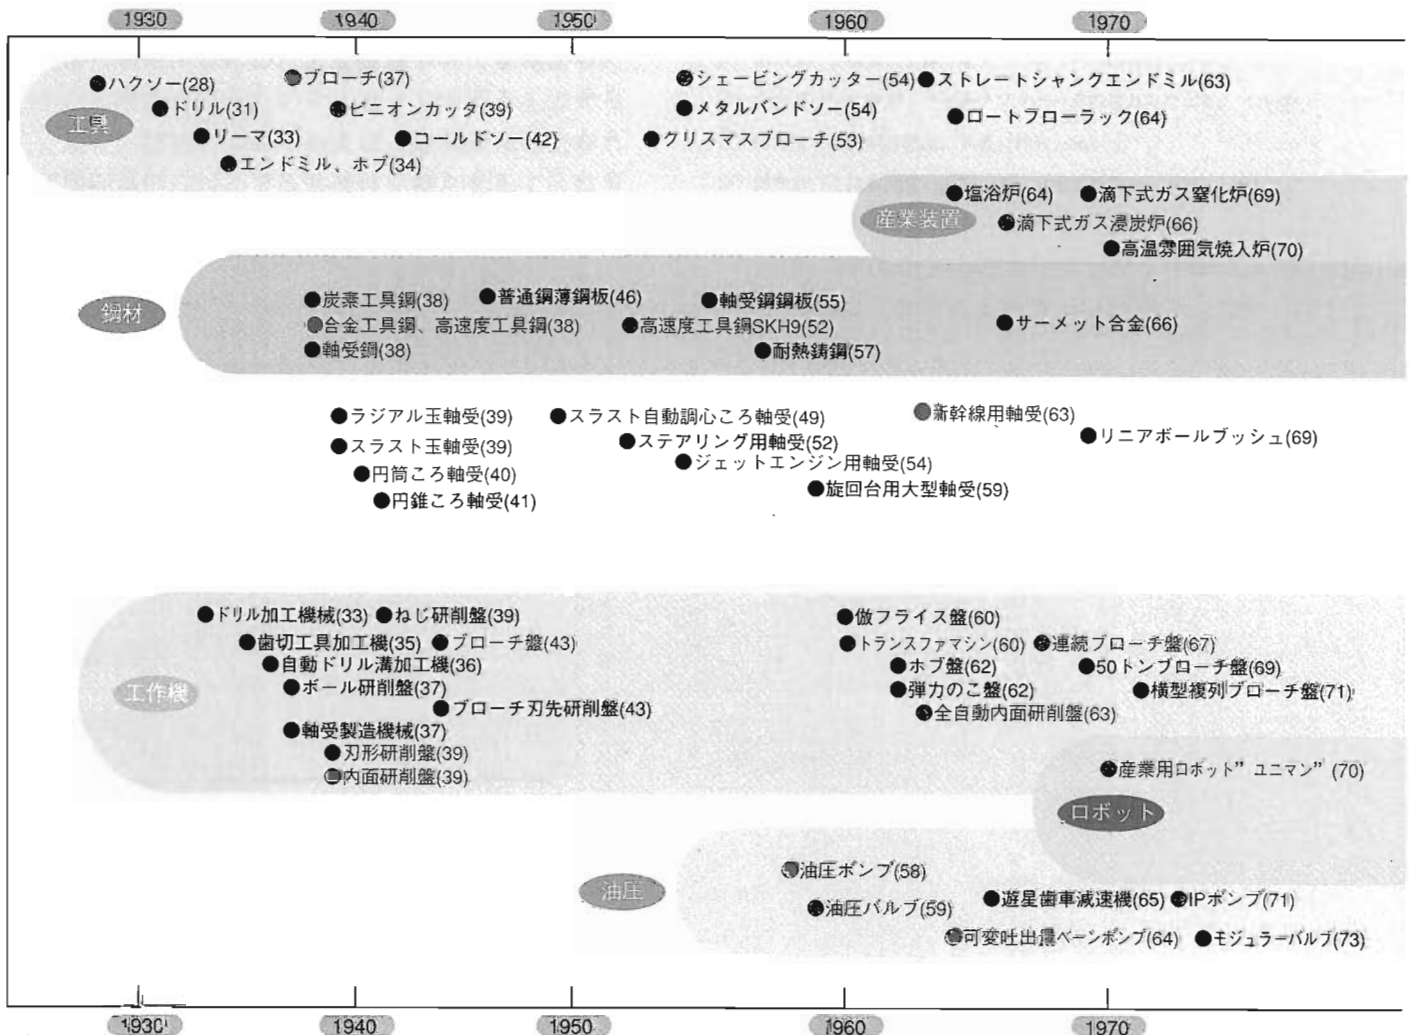 1930 1940 1950 1960 1970
ハクソー(28)
ブローチ(37)
シェービングカッター(54)
ストレートシャンクエンドミル(63)
ドリル(31)
ピニオンカッタ(39)
メタルバンドソー(54)
ロートフローラック(64)
工具
リーマ(33)
コールドソー(42)
クリスマスブローチ(53)
エンドミル、ホブ(34)
塩浴炉(64)
滴下式ガス窒化炉(69)
産業装置
滴下式ガス浸炭炉(66)
高温雰囲気焼入炉(70)
鋼材
炭素工具鋼(38)
普通鋼薄鋼板(46)
軸受鋼鋼板(55)
合金工具鋼、高速度工具鋼(38)
高速度工具鋼SKH9(52)
サーメット合金(66)
軸受鋼(38)
耐熱鋳鋼(57)
ラジアル玉軸受(39)
スラスト自動調心ころ軸受(49)
新幹線用軸受(63)
スラスト玉軸受(39)
ステアリング用軸受(52)
リニアボールブッシュ(69)
円筒ころ軸受(40)
ジェットエンジン用軸受(54)
円錐ころ軸受(41)
旋回台用大型軸受(59)
ドリル加工機械(33)
ねじ研削盤(39)
倣フライス盤(60)
歯切工具加工機(35)
ブローチ盤(43)
トランスファマシン(60)
連続ブローチ盤(67)
自動ドリル溝加工機(36)
ホブ盤(62)
50トンブローチ盤(69)
工作機
ボール研削盤(37)
弾力のこ盤(62)
横型複列ブローチ盤(71)
ブローチ刃先研削盤(43)
全自動内面研削盤(63)
軸受製造機械(37)
刃形研削盤(39)
内面研削盤(39)
産業用ロボット”ユニマン”(70)
ロボット
油圧
油圧ポンプ(58)
油圧バルブ(59)
遊星歯車減速機(65)
IPポンプ(71)
可変吐出量ベーンポンプ(64)
モジュラーバルブ(73)
1930 1940 1950 1960 1970